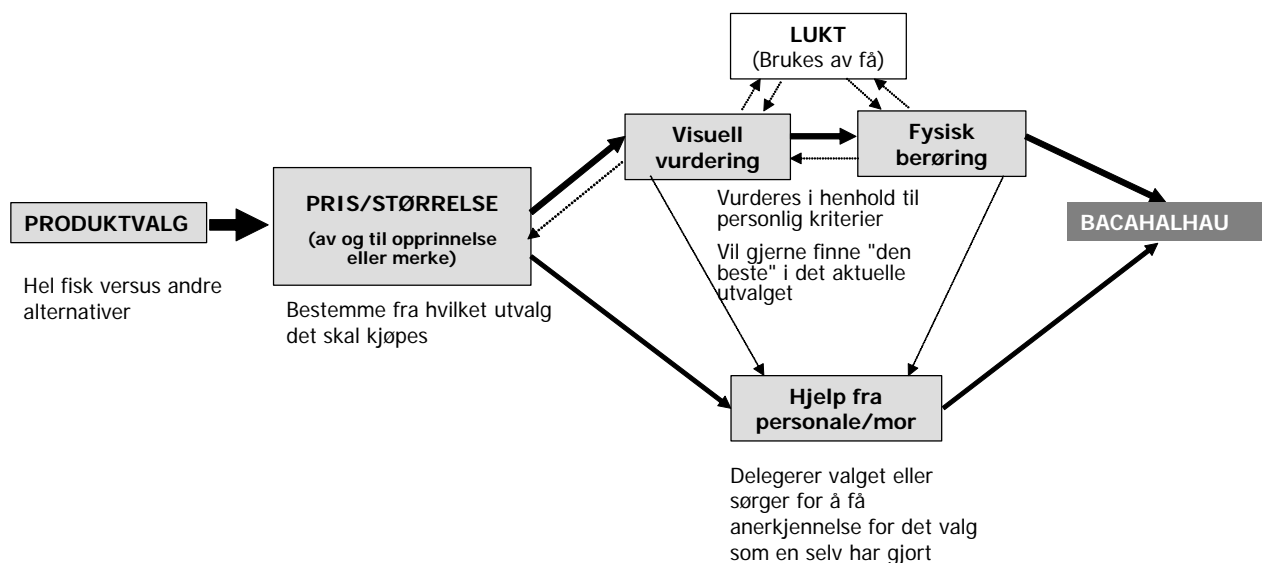 LUKT
(Brukes av få)
Visuell
vurdering
Fysisk
berøring
PRIS/STØRRELSE
(av og til opprinnelse
eller merke)
PRODUKTVALG
BACAHALHAU
Vurderes i henhold til
personlig kriterier
Vil gjerne finne "den
beste" i det aktuelle
utvalget
Hel fisk versus andre
alternativer
Bestemme fra hvilket utvalg
det skal kjøpes
Hjelp fra
personale/mor
Delegerer valget eller
sørger for å få
anerkjennelse for det valg
som en selv har gjort